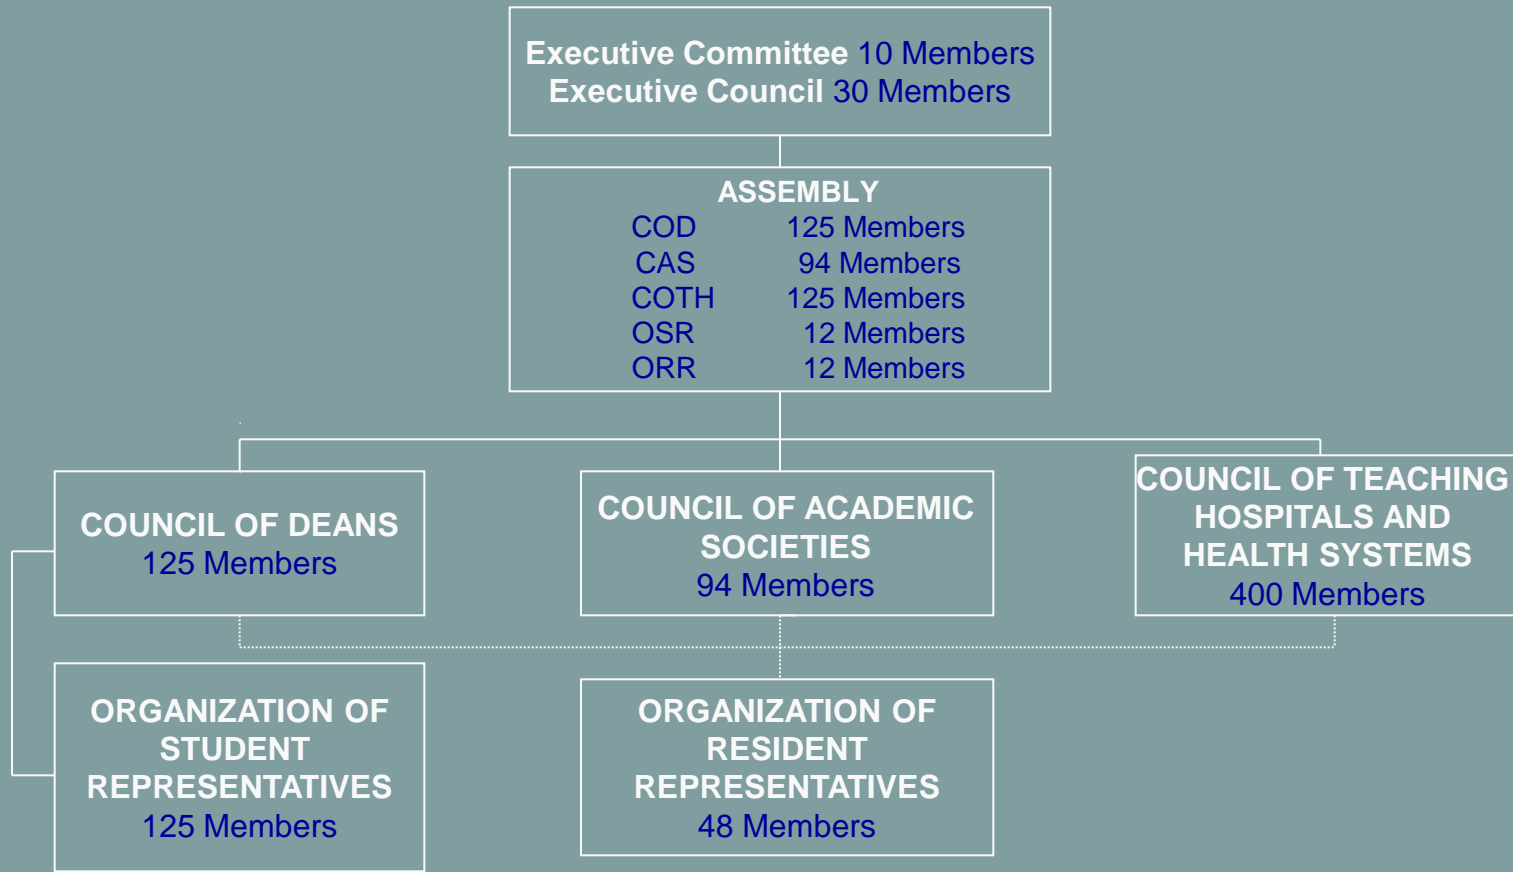 Executive Committee 10 Members
Executive Council 30 Members
ASSEMBLY
COD 125 Members
CAS 94 Members
COTH 125 Members
OSR 12 Members
ORR 12 Members
COUNCIL OF DEANS
125 Members
COUNCIL OF ACADEMIC
SOCIETIES
94 Members
COUNCIL OF TEACHING
HOSPITALS AND
HEALTH SYSTEMS
400 Members
ORGANIZATION OF
STUDENT
REPRESENTATIVES
125 Members
ORGANIZATION OF
RESIDENT
REPRESENTATIVES
48 Members